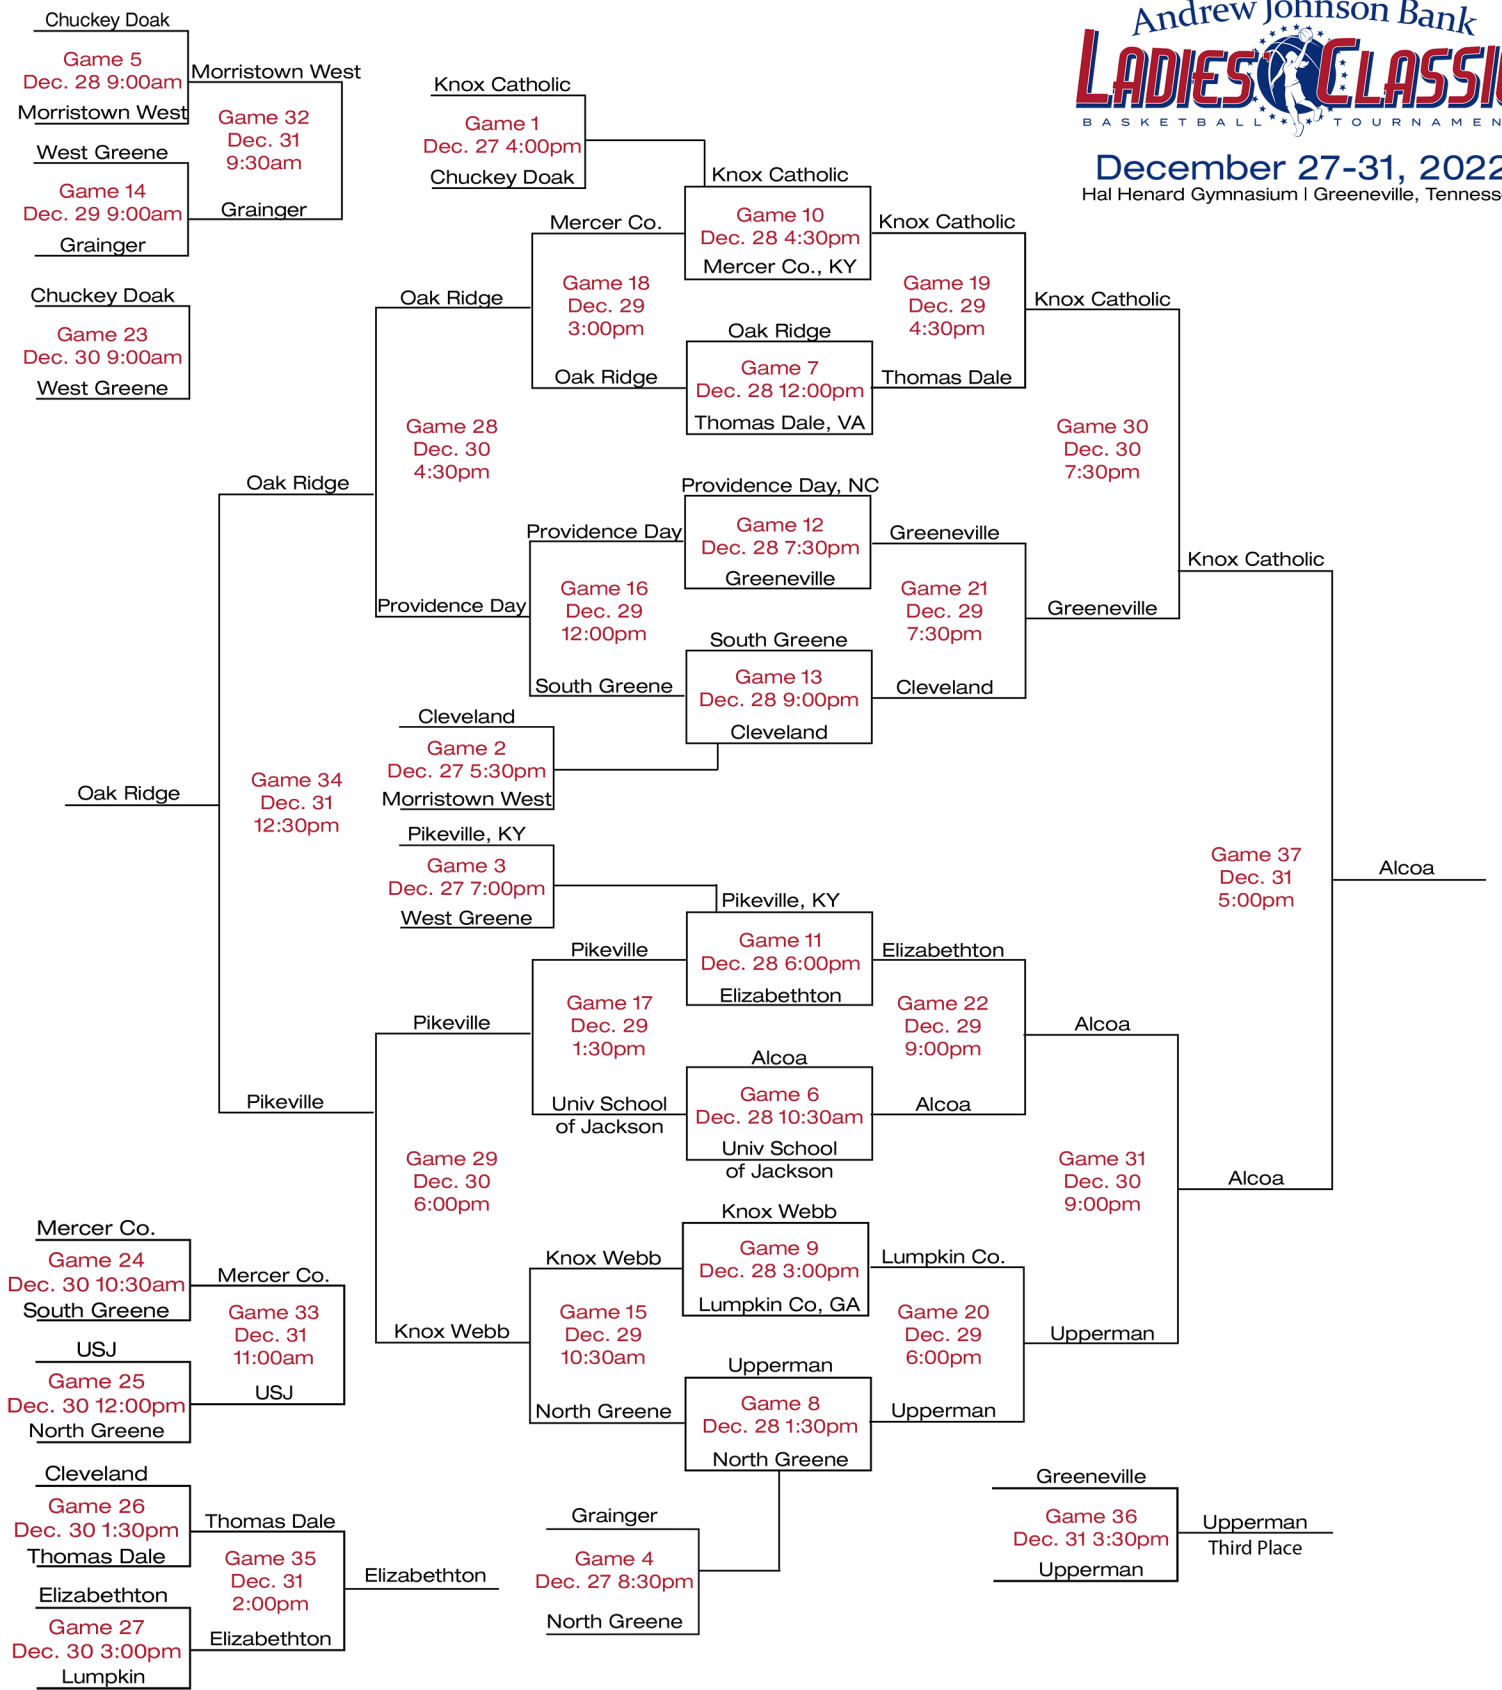 Andrew Johnson Bank
LADIES CLASSIC
BASKETBALL TOURNAMEN
December 27-31, 2022
Hal Henard Gymnasium | Greeneville, Tenness
Chuckey Doak
Game 5
Dec. 28 9:00am
Morristown West
Morristown West
Game 32
Dec. 31
9:30am
West Greene
Game 14
Dec. 29 9:00am
Grainger
Grainger
Chuckey Doak
Game 23
Dec. 30 9:00am
West Greene
Knox Catholic
Game 1
Dec. 27 4:00pm
Chuckey Doak
Knox Catholic
Game 10
Dec. 28 4:30pm
Mercer Co., KY
Mercer Co.
Game 18
Dec. 29
3:00pm
Oak Ridge
Knox Catholic
Game 19
Dec. 29
4:30pm
Thomas Dale
Oak Ridge
Game 7
Dec. 28 12:00pm
Thomas Dale, VA
Oak Ridge
Game 28
Dec. 30
4:30pm
Providence Day
Knox Catholic
Game 30
Dec. 30
7:30pm
Greeneville
Providence Day, NC
Game 12
Dec. 28 7:30pm
Greeneville
Providence Day
Game 16
Dec. 29
12:00pm
South Greene
Greeneville
Game 21
Dec. 29
7:30pm
Cleveland
South Greene
Game 13
Dec. 28 9:00pm
Cleveland
Cleveland
Game 2
Dec. 27 5:30pm
Morristown West
Oak Ridge
Game 34
Dec. 31
12:30pm
Pikeville
Oak Ridge
Knox Catholic
Game 37
Dec. 31
5:00pm
Alcoa
Alcoa
Pikeville, KY
Game 3
Dec. 27 7:00pm
West Greene
Pikeville, KY
Game 11
Dec. 28 6:00pm
Elizabethton
Pikeville
Game 17
Dec. 29
1:30pm
Univ School
of Jackson
Elizabethton
Game 22
Dec. 29
9:00pm
Alcoa
Alcoa
Game 6
Dec. 28 10:30am
Univ School
of Jackson
Pikeville
Game 29
Dec. 30
6:00pm
Knox Webb
Alcoa
Game 31
Dec. 30
9:00pm
Upperman
Knox Webb
Game 9
Dec. 28 3:00pm
Lumpkin Co, GA
Knox Webb
Game 15
Dec. 29
10:30am
North Greene
Lumpkin Co.
Game 20
Dec. 29
6:00pm
Upperman
Upperman
Game 8
Dec. 28 1:30pm
North Greene
Grainger
Game 4
Dec. 27 8:30pm
North Greene
Mercer Co.
Game 24
Dec. 30 10:30am
South Greene
Mercer Co.
Game 33
Dec. 31
11:00am
USJ
USJ
Game 25
Dec. 30 12:00pm
North Greene
Cleveland
Game 26
Dec. 30 1:30pm
Thomas Dale
Thomas Dale
Game 35
Dec. 31
2:00pm
Elizabethton
Elizabethton
Elizabethton
Game 27
Dec. 30 3:00pm
Lumpkin
Greeneville
Game 36
Dec. 31 3:30pm
Upperman
Upperman
Third Place